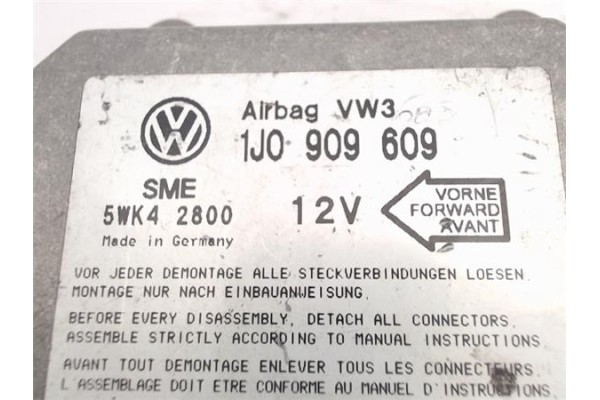 Airbag VW3
1J0 909 609
SME
5WK4 2800
12V
VORNE
FORWARD
AVANT
Made in Germany
VOR JEDER DEMONTAGE ALLE STECKVERBINDUNGEN LOESEN.
MONTAGE NUR NACH EINBAUANWEISUNG.
BEFORE EVERY DISASSEMBLY, DETACH ALL CONNECTORS.
ASSEMBLE STRICTLY ACCORDING TO MANUAL INSTRUCTIONS.
AVANT TOUT DEMONTAGE ENLEVER TOUS LES CONNECTEURS.
L'ASSEMBLAGE DOIT ETRE CONFORME AU MANUEL D'INSTRUCTIONS